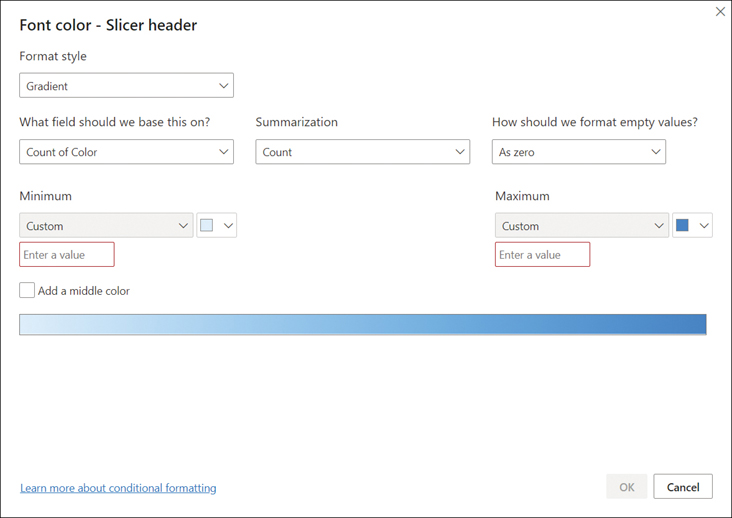 Font color - Slicer header
Format style
Gradient
What field should we base this on? Summarization How should we format empty values?
Count of Color Count As zero
Minimum Maximum
Custom Custom
Enter a value Enter a value
Add a middle color
Learn more about conditional formatting OK Cancel